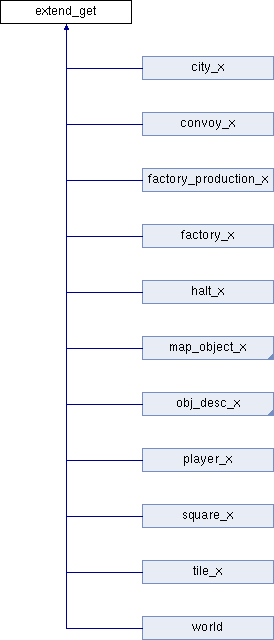 extend_get
city_x
convoy_x
factory_production_x
factory_x
halt_x
map_object_x
obj_desc_x
player_x
square_x
tile_x
world